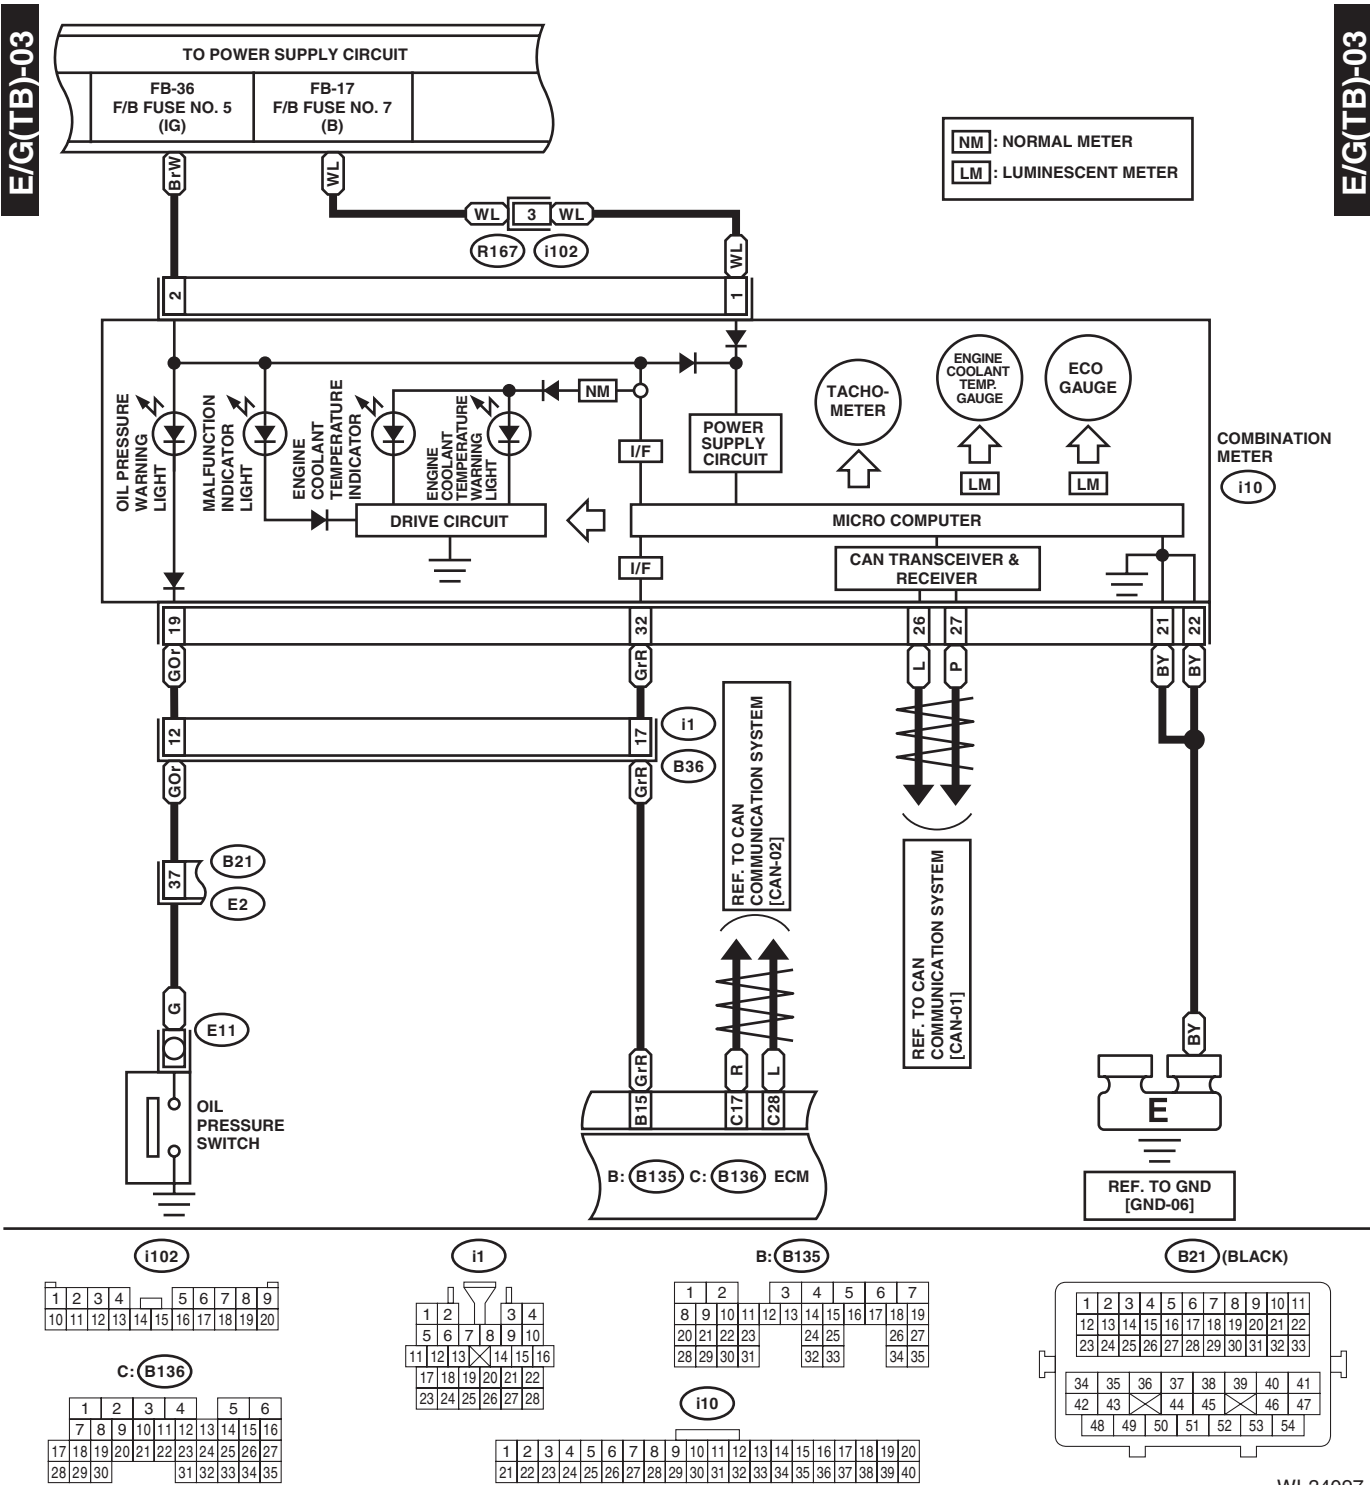 E/G(TB)-03
E/G(TB)-03
TO POWER SUPPLY CIRCUIT
FB-36
F/B FUSE NO. 5
(IG)
FB-17
F/B FUSE NO. 7
(B)
NM : NORMAL METER
LM : LUMINESCENT METER
BrW
WL
WL 3 WL
R167 i102
WL
2
1
OIL PRESSURE
WARNING
LIGHT
MALFUNCTION
INDICATOR
LIGHT
ENGINE
COOLANT
TEMPERATURE
INDICATOR
ENGINE
COOLANT
TEMPERATURE
WARNING
LIGHT
NM
I/F
POWER
SUPPLY
CIRCUIT
TACHO-
METER
ENGINE
COOLANT
TEMP.
GAUGE
ECO
GAUGE
LM
LM
COMBINATION
METER
i10
DRIVE CIRCUIT
MICRO COMPUTER
I/F
CAN TRANSCEIVER &
RECEIVER
19
32
26
27
21
22
GOr
GrR
L
P
BY
BY
12
17
i1
B36
GOr
GrR
REF. TO CAN
COMMUNICATION SYSTEM
[CAN-02]
REF. TO CAN
COMMUNICATION SYSTEM
[CAN-01]
37
B21
E2
G
E11
OIL
PRESSURE
SWITCH
GrR
R
L
B15
C17
C28
B: B135 C: B136 ECM
BY
E
REF. TO GND
[GND-06]
i102
1 2 3 4 5 6 7 8 9
10 11 12 13 14 15 16 17 18 19 20
C: B136
1 2 3 4 5 6
7 8 9 10 11 12 13 14 15 16
17 18 19 20 21 22 23 24 25 26 27
28 29 30 31 32 33 34 35
i1
1 2 3 4
5 6 7 8 9 10
11 12 13 14 15 16
17 18 19 20 21 22
23 24 25 26 27 28
B: B135
1 2 3 4 5 6 7
8 9 10 11 12 13 14 15 16 17 18 19
20 21 22 23 24 25 26 27
28 29 30 31 32 33 34 35
i10
1 2 3 4 5 6 7 8 9 10 11 12 13 14 15 16 17 18 19 20
21 22 23 24 25 26 27 28 29 30 31 32 33 34 35 36 37 38 39 40
B21 (BLACK)
1 2 3 4 5 6 7 8 9 10 11
12 13 14 15 16 17 18 19 20 21 22
23 24 25 26 27 28 29 30 31 32 33
34 35 36 37 38 39 40 41
42 43 44 45 46 47
48 49 50 51 52 53 54